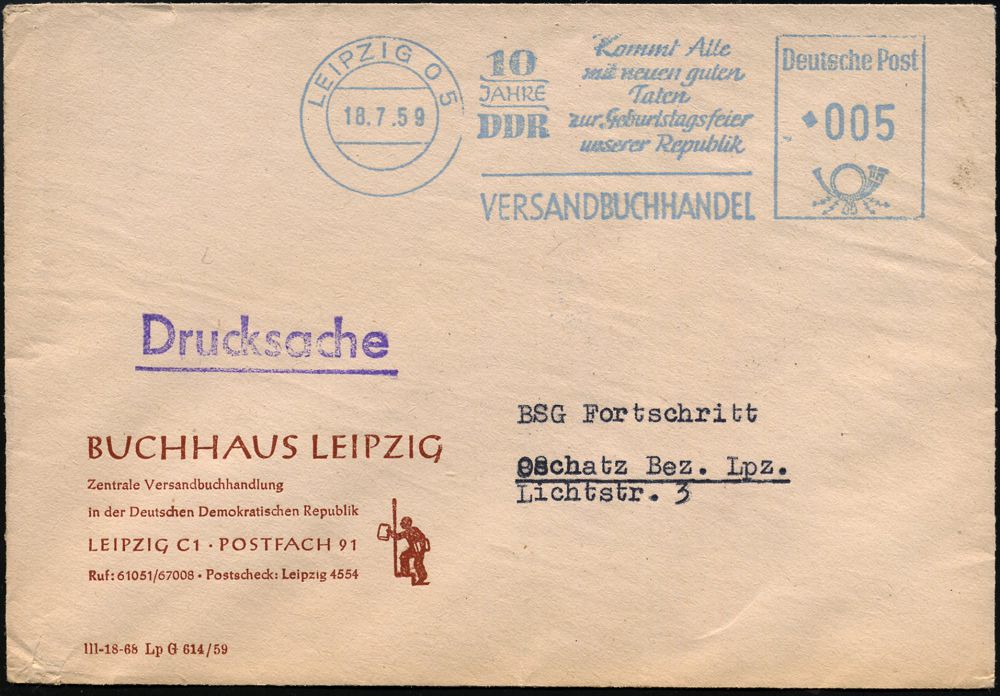 LEIPZIG O 5
18.7.59
10
JAHRE
DDR
Kommt Alle
mit neuen guten
Taten
zur Geburtstagsfeier
unserer Republik
VERSANDBUCHHANDEL
Deutsche Post
005
Drucksache
BUCHHAUS LEIPZIG
Zentrale Versandbuchhandlung
in der Deutschen Demokratischen Republik
LEIPZIG C1 · POSTFACH 91
Ruf: 61051/67008 · Postscheck: Leipzig 4554
III-18-68 Lp G 614/59
BSG Fortschritt
Oschatz Bez. Lpz.
Lichtstr. 3